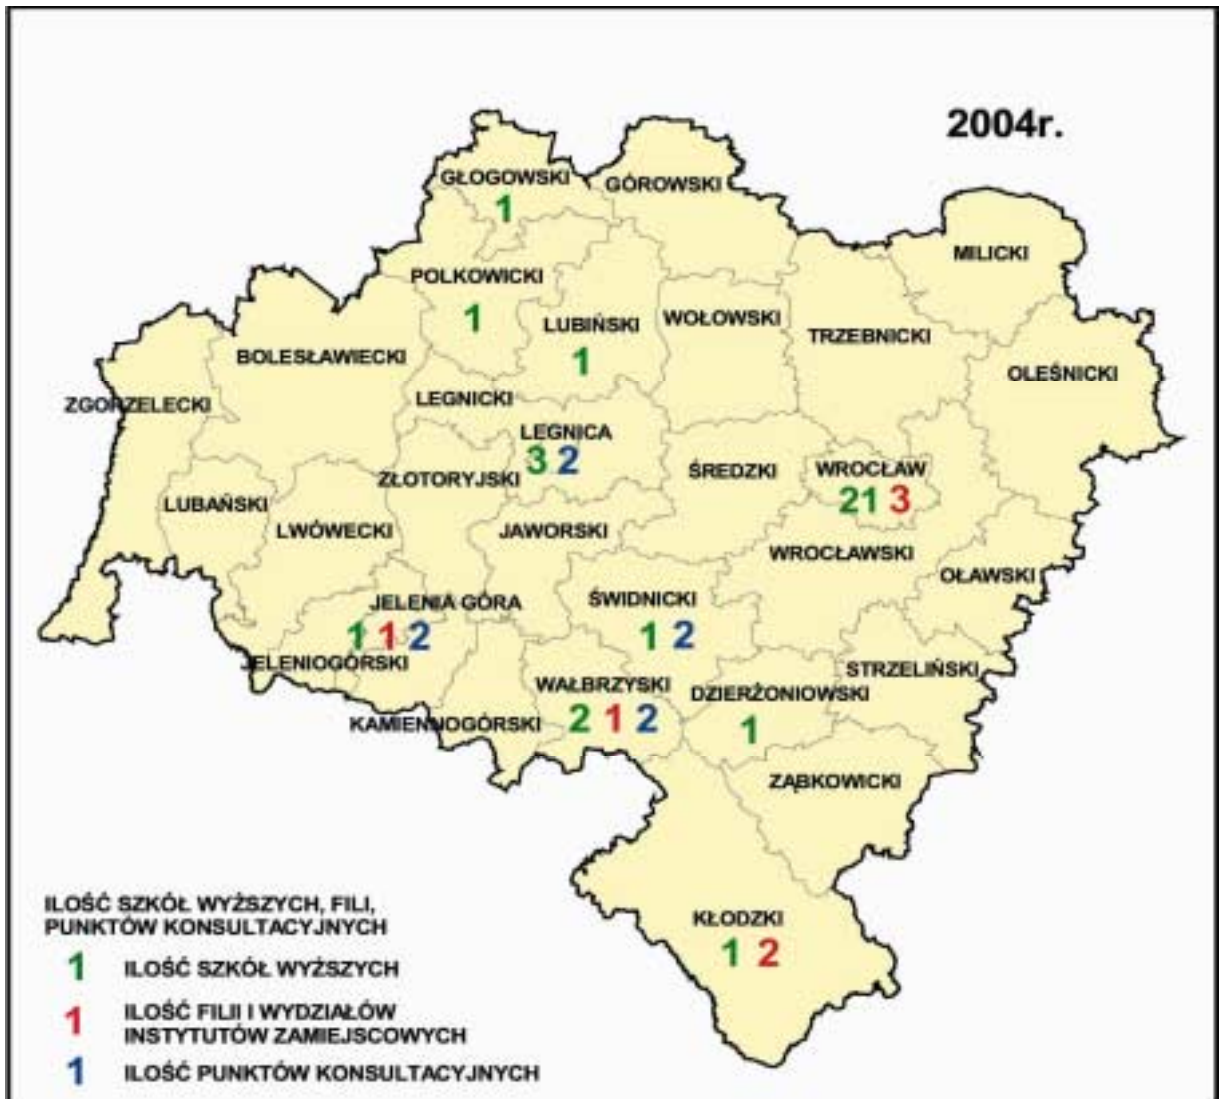 2004r.
GŁOGOWSKI
1
GÓROWSKI
MILICKI
POLKOWICKI
1
LUBIŃSKI
1
WOŁOWSKI
TRZEBNICKI
BOLESŁAWIECKI
OLEŚNICKI
ZGORZELECKI
LEGNICKI
LEGNICA
3 2
ZŁOTORYJSKI
ŚREDZKI
WROCŁAW
21 3
LUBAŃSKI
LWÓWECKI
JAWORSKI
WROCŁAWSKI
OŁAWSKI
JELENIA GÓRA
1 1 2
ŚWIDNICKI
1 2
JELENIOGÓRSKI
STRZELIŃSKI
WAŁBRZYSKI
2 1 2
DZIERŻONIOWSKI
1
KAMIENNOGÓRSKI
ZĄBKOWICKI
KŁODZKI
1 2
ILOŚĆ SZKÓŁ WYŻSZYCH, FILI,
PUNKTÓW KONSULTACYJNYCH
1 ILOŚĆ SZKÓŁ WYŻSZYCH
1 ILOŚĆ FILII I WYDZIAŁÓW
INSTYTUTÓW ZAMIEJSCOWYCH
1 ILOŚĆ PUNKTÓW KONSULTACYJNYCH